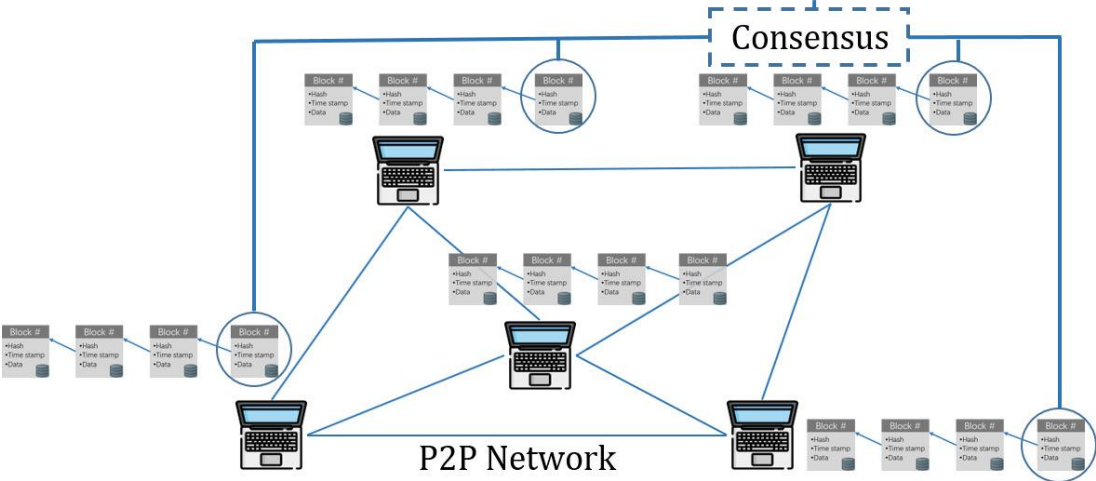 Consensus
Block #
•Hash
•Time stamp
•Data
Block #
•Hash
•Time stamp
•Data
Block #
•Hash
•Time stamp
•Data
Block #
•Hash
•Time stamp
•Data
Block #
•Hash
•Time stamp
•Data
Block #
•Hash
•Time stamp
•Data
Block #
•Hash
•Time stamp
•Data
Block #
•Hash
•Time stamp
•Data
Block #
•Hash
•Time stamp
•Data
Block #
•Hash
•Time stamp
•Data
Block #
•Hash
•Time stamp
•Data
Block #
•Hash
•Time stamp
•Data
Block #
•Hash
•Time stamp
•Data
Block #
•Hash
•Time stamp
•Data
Block #
•Hash
•Time stamp
•Data
Block #
•Hash
•Time stamp
•Data
Block #
•Hash
•Time stamp
•Data
Block #
•Hash
•Time stamp
•Data
Block #
•Hash
•Time stamp
•Data
Block #
•Hash
•Time stamp
•Data
P2P Network